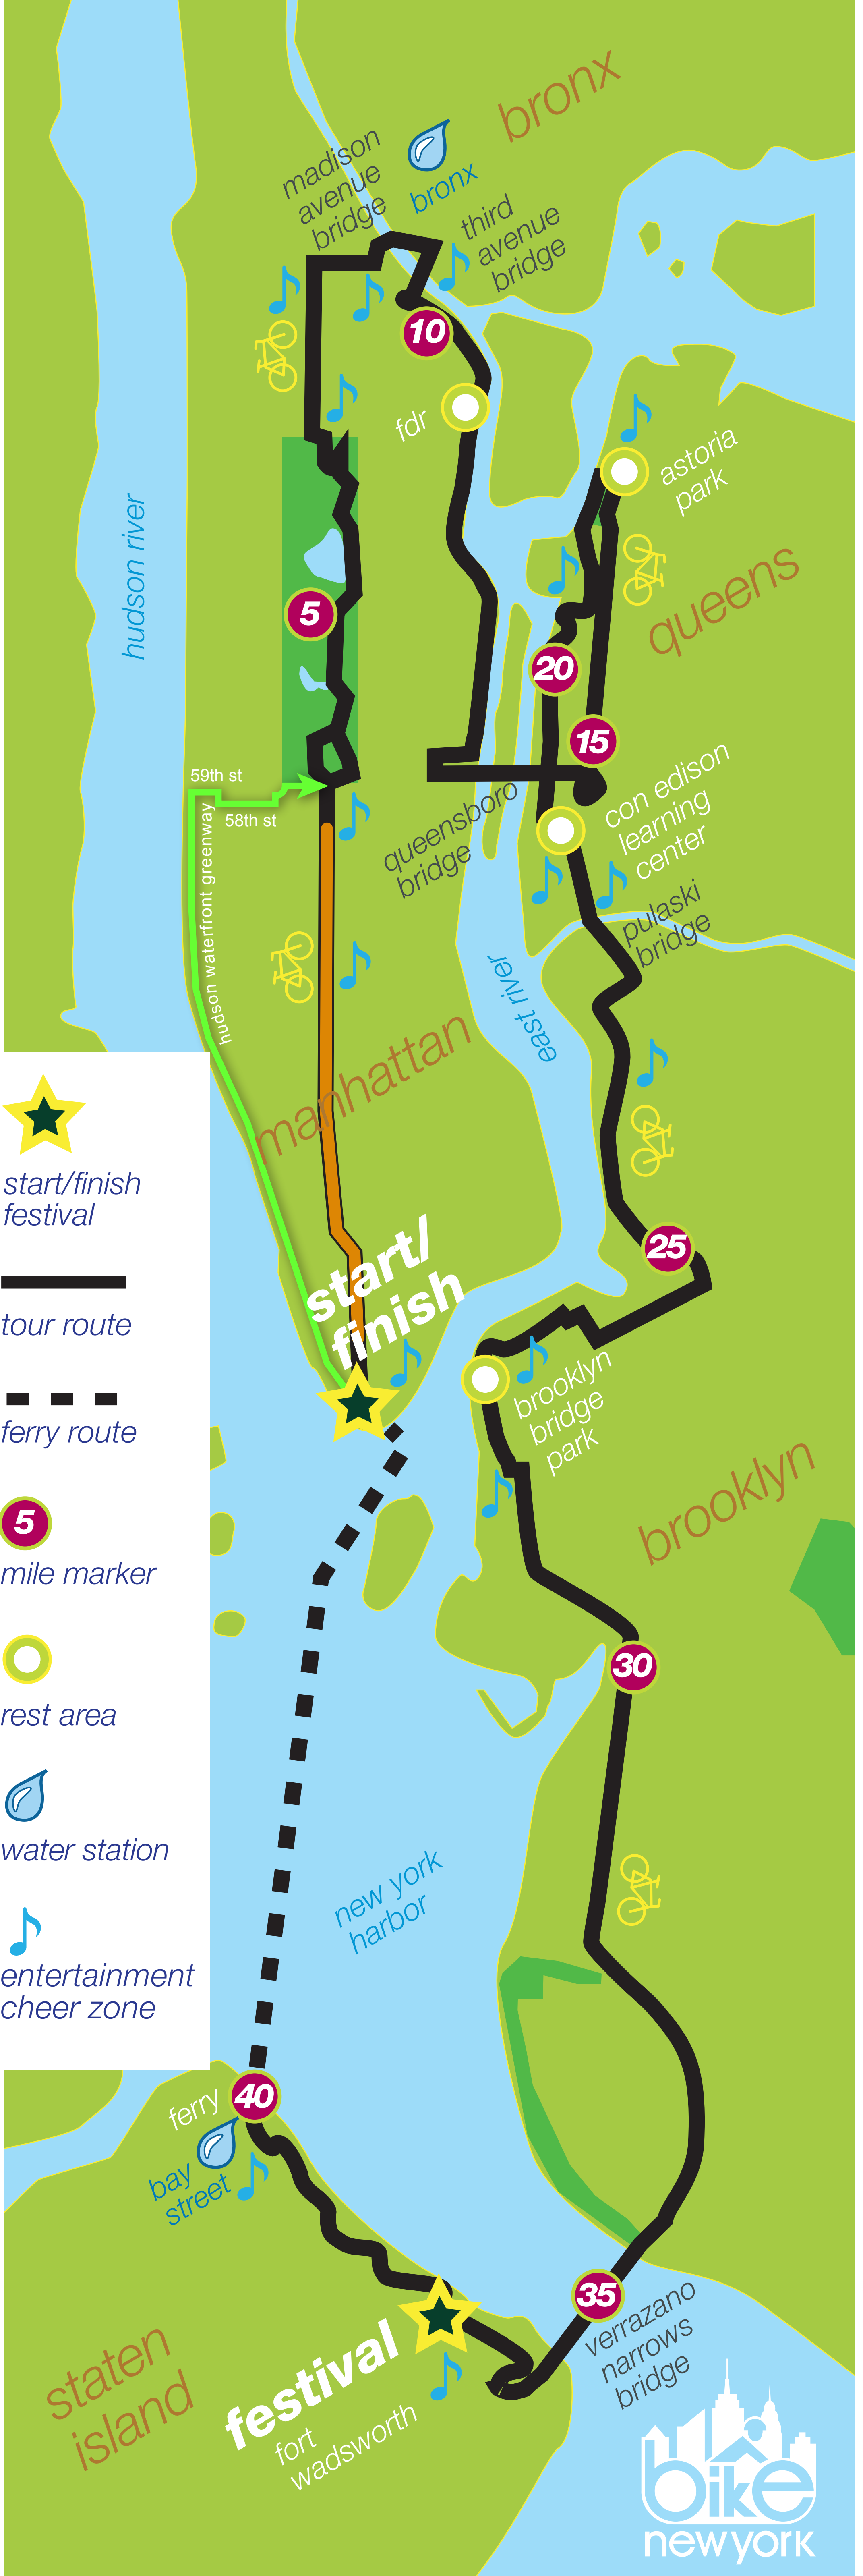 bronx
madison
avenue
bridge
bronx
third
avenue
bridge
10
fdr
astoria
park
hudson river
queens
5
20
15
59th st
58th st
hudson waterfront greenway
queensboro
bridge
con edison
learning
center
pulaski
bridge
east river
manhattan
start/
finish
25
brooklyn
bridge
park
brooklyn
start/finish
festival
tour route
ferry route
5
mile marker
rest area
water station
entertainment
cheer zone
30
new york
harbor
ferry
40
bay
street
35
verrazano
narrows
bridge
staten
island
festival
fort
wadsworth
bike
newyork